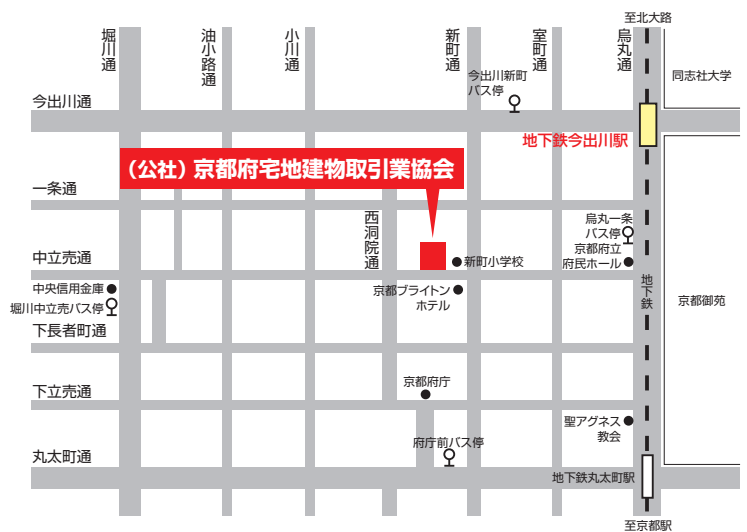 至北大路
堀川通
油小路通
小川通
新町通
室町通
烏丸通
同志社大学
今出川新町
バス停
今出川通
地下鉄今出川駅
（公社）京都府宅地建物取引業協会
一条通
西洞院通
烏丸一条
バス停
京都府立
府民ホール
中立売通
新町小学校
地下鉄
中央信用金庫
京都ブライトン
ホテル
堀川中立売バス停
京都御苑
下長者町通
京都府庁
下立売通
聖アグネス
教会
府庁前バス停
丸太町通
地下鉄丸太町駅
至京都駅